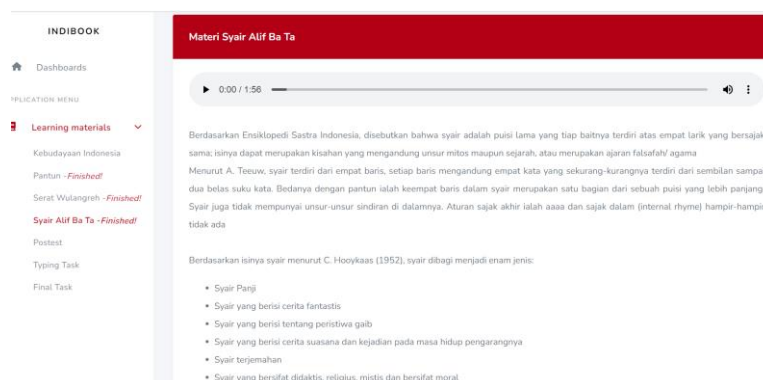 INDIBOOK
Dashboards
PPLICATION MENU
Learning materials
Kebudayaan Indonesia
Pantun -Finished!
Serat Wulangreh -Finished!
Syair Alif Ba Ta -Finished!
Postest
Typing Task
Final Task
Materi Syair Alif Ba Ta
0:00 / 1:56
Berdasarkan Ensiklopedi Sastra Indonesia, disebutkan bahwa syair adalah puisi lama yang tiap baitnya terdiri atas empat larik yang bersajak
sama; isinya dapat merupakan kisahan yang mengandung unsur mitos maupun sejarah, atau merupakan ajaran falsafah/ agama
Menurut A. Teeuw, syair terdiri dari empat baris, setiap baris mengandung empat kata yang sekurang-kurangnya terdiri dari sembilan sampa
dua belas suku kata. Bedanya dengan pantun ialah keempat baris dalam syair merupakan satu bagian dari sebuah puisi yang lebih panjang
Syair juga tidak mempunyai unsur-unsur sindiran di dalamnya. Aturan sajak akhir ialah aaaa dan sajak dalam (internal rhyme) hampir-hampir
tidak ada
Berdasarkan isinya syair menurut C. Hooykaas (1952), syair dibagi menjadi enam jenis:
• Syair Panji
• Syair yang berisi cerita fantastis
• Syair yang berisi tentang peristiwa gaib
• Syair yang berisi cerita suasana dan kejadian pada masa hidup pengarangnya
• Syair terjemahan
• Syair yang bersifat didaktis, religius, mistis dan bersifat moral